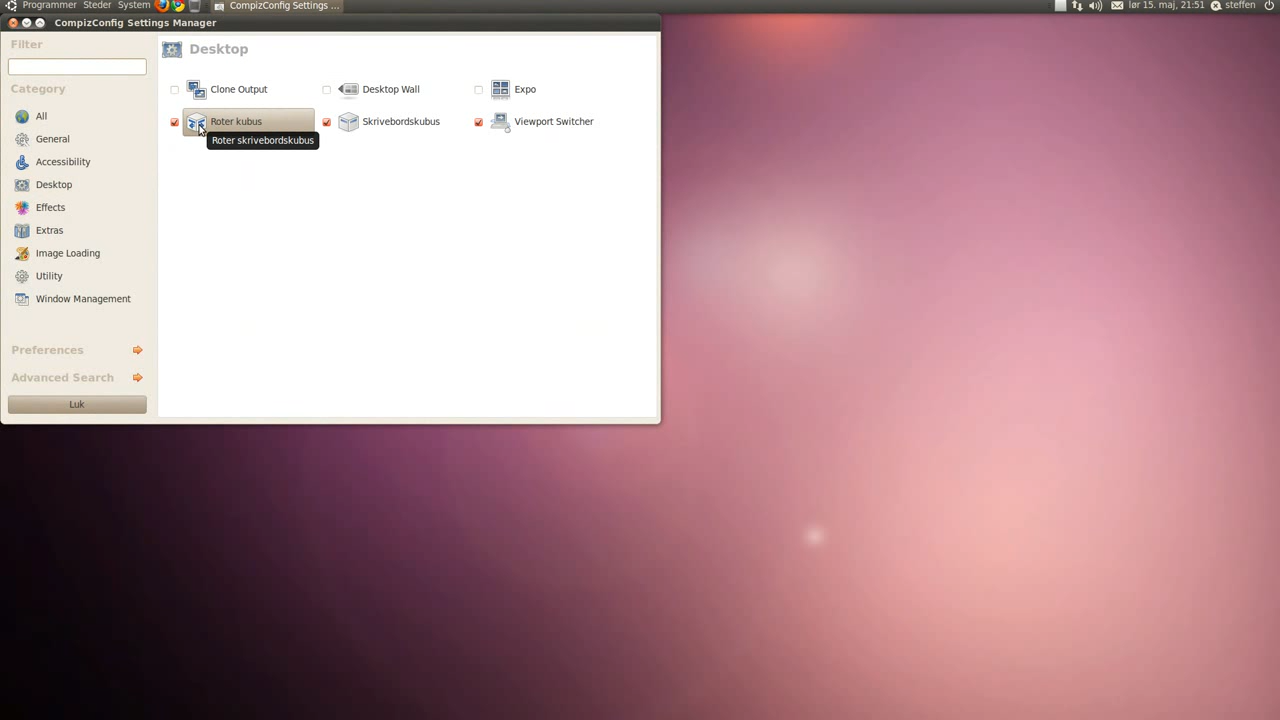 Programmer Steder System CompizConfig Settings ... lør 15. maj, 21:51 steffen
CompizConfig Settings Manager
Filter
Category
All
General
Accessibility
Desktop
Effects
Extras
Image Loading
Utility
Window Management
Preferences
Advanced Search
Luk
Desktop
Clone Output Desktop Wall Expo
Roter kubus Skrivebordskubus Viewport Switcher
Roter skrivebordskubus